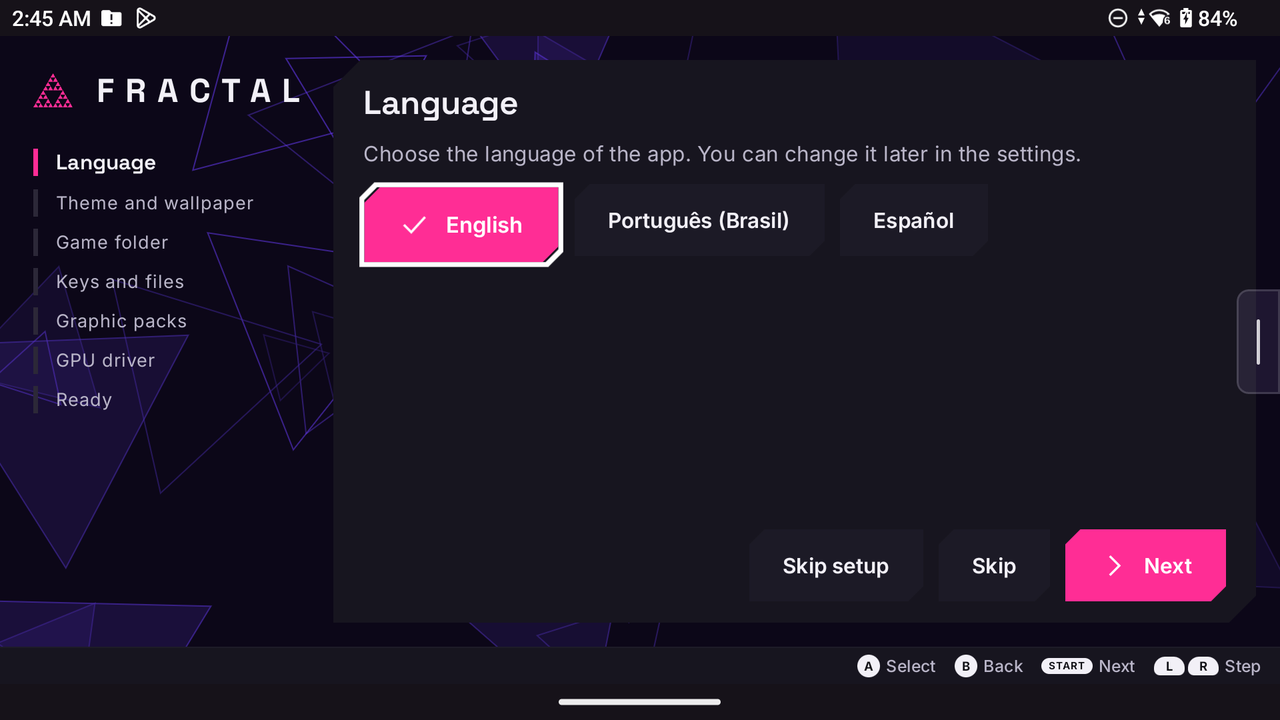 2:45 AM
6
84%
FRACTAL
Language
Theme and wallpaper
Game folder
Keys and files
Graphic packs
GPU driver
Ready
Language
Choose the language of the app. You can change it later in the settings.
English
Português (Brasil)
Español
Skip setup
Skip
Next
A Select B Back START Next L R Step